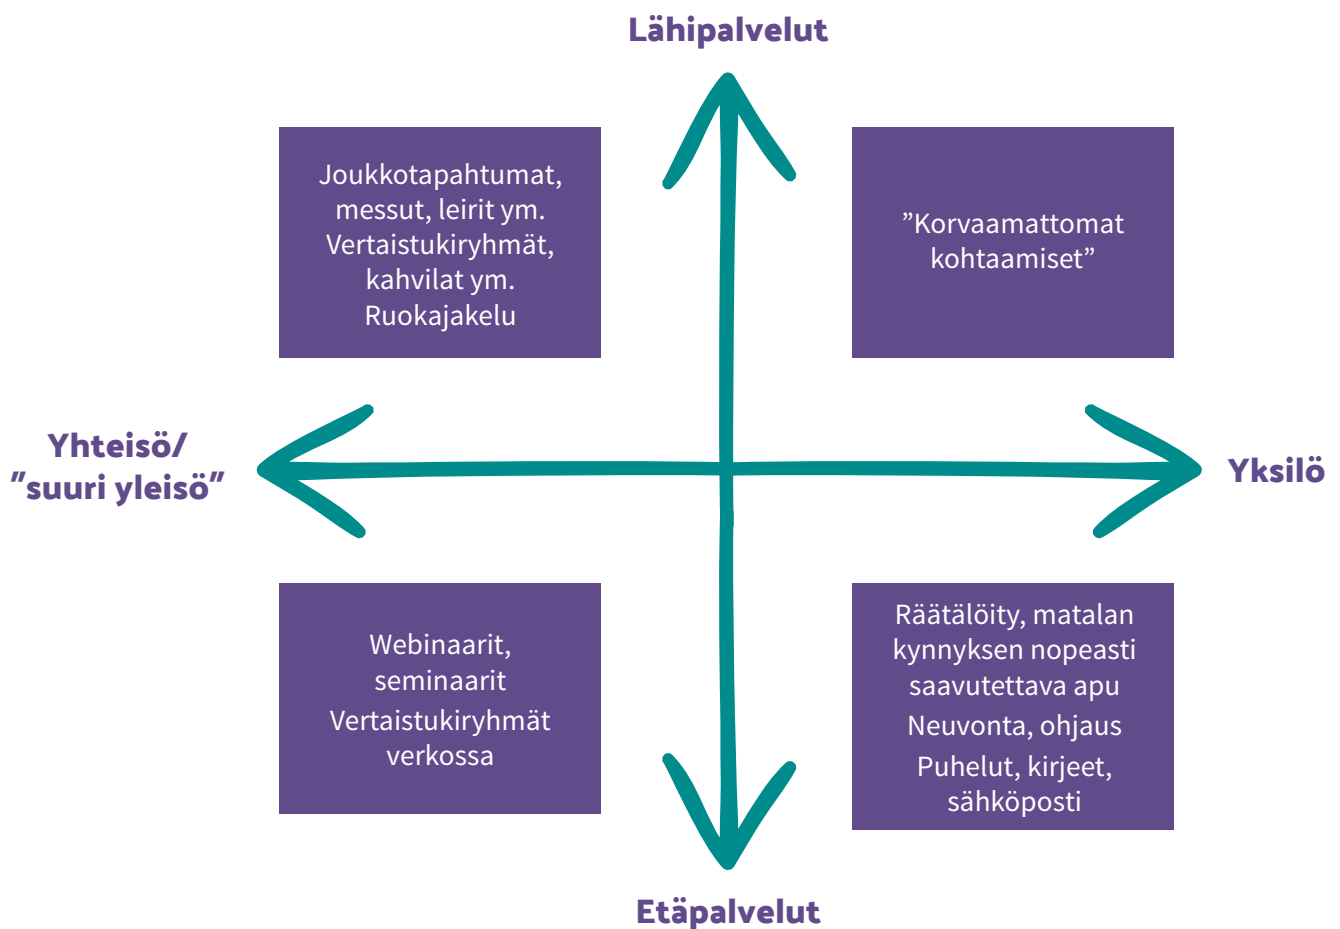 Lähipalvelut
Joukkotapahtumat,
messut, leirit ym.
Vertaistukiryhmät,
kahvilat ym.
Ruokajakelu
”Korvaamattomat
kohtaamiset”
Yhteisö/
”suuri yleisö”
Yksilö
Webinaarit,
seminaarit
Vertaistukiryhmät
verkossa
Räätälöity, matalan
kynnyksen nopeasti
saavutettava apu
Neuvonta, ohjaus
Puhelut, kirjeet,
sähköposti
Etäpalvelut